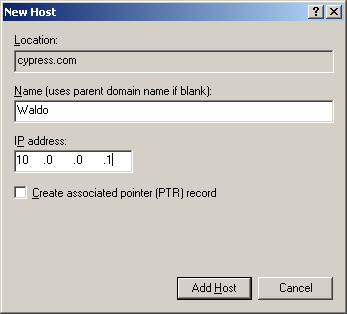 New Host
Location:
cypress.com
Name (uses parent domain name if blank):
Waldo
IP address:
10 .0 .0 .1
Create associated pointer (PTR) record
Add Host Cancel